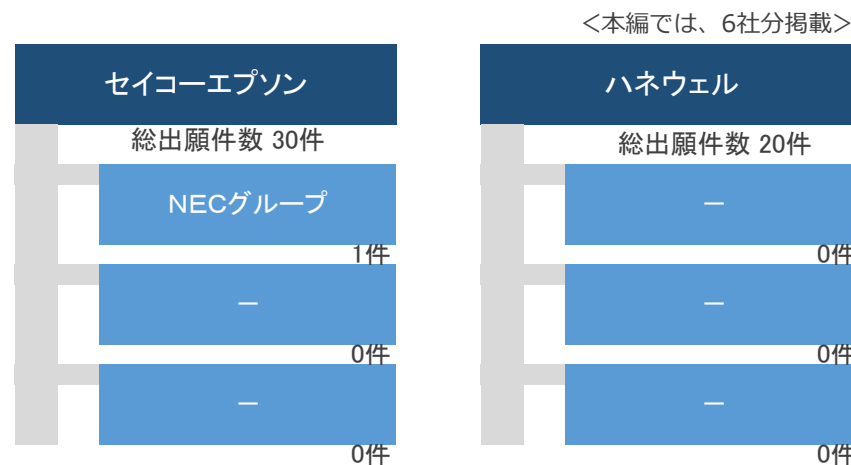 ＜本編では、6社分掲載＞
セイコーエプソン
総出願件数 30件
NECグループ
1件
－
0件
－
0件
ハネウェル
総出願件数 20件
－
0件
－
0件
－
0件